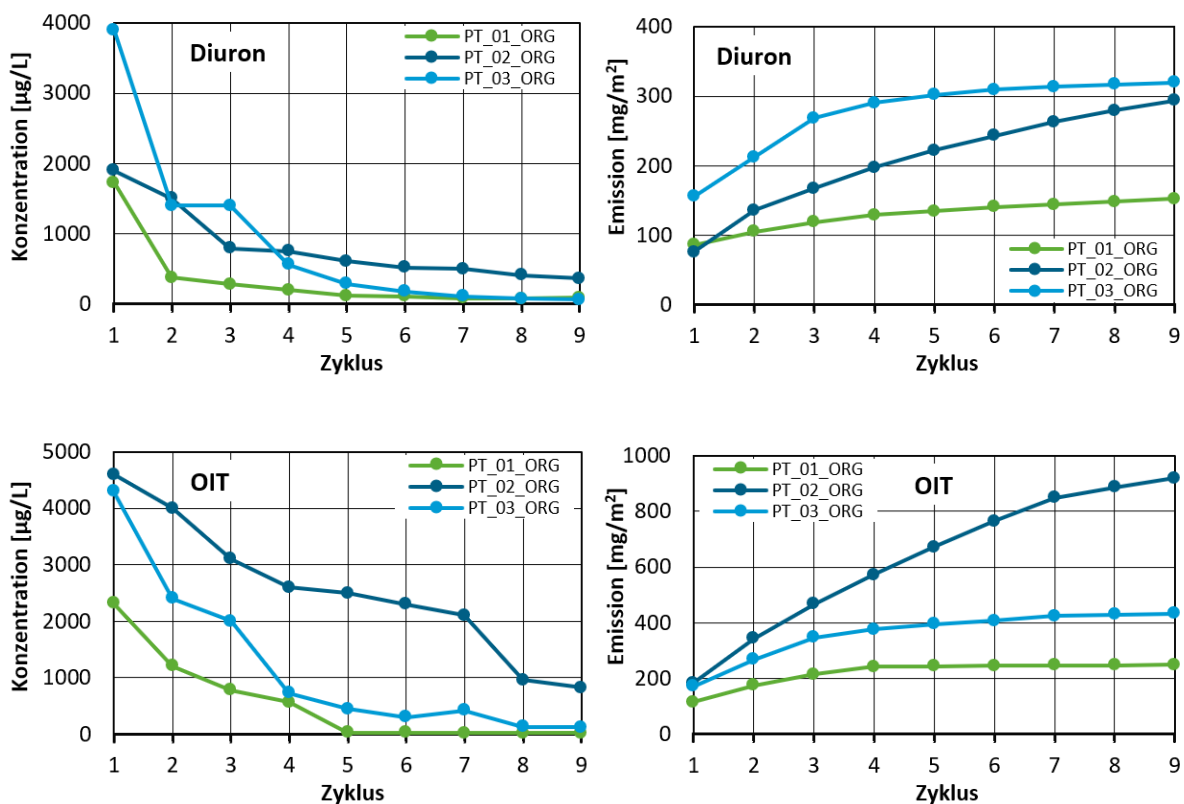 Diuron
Konzentration [µg/L]
4000
3000
2000
1000
0
1 2 3 4 5 6 7 8 9
Zyklus
PT_01_ORG
PT_02_ORG
PT_03_ORG
Diuron
Emission [mg/m²]
400
300
200
100
0
1 2 3 4 5 6 7 8 9
Zyklus
PT_01_ORG
PT_02_ORG
PT_03_ORG
OIT
Konzentration [µg/L]
5000
4000
3000
2000
1000
0
1 2 3 4 5 6 7 8 9
Zyklus
PT_01_ORG
PT_02_ORG
PT_03_ORG
OIT
Emission [mg/m²]
1000
800
600
400
200
0
1 2 3 4 5 6 7 8 9
Zyklus
PT_01_ORG
PT_02_ORG
PT_03_ORG